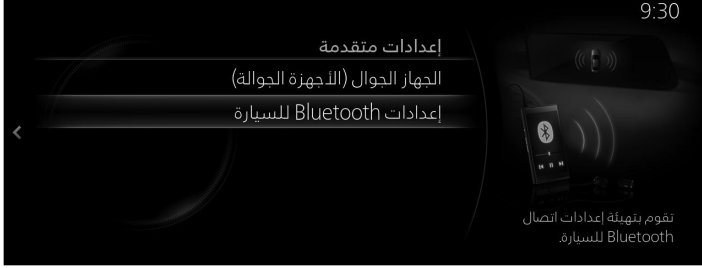 9:30
إعدادات متقدمة
الجهاز الجوال (الأجهزة الجوالة)
إعدادات Bluetooth للسيارة
تقوم بتهيئة إعدادات اتصال
Bluetooth للسيارة.